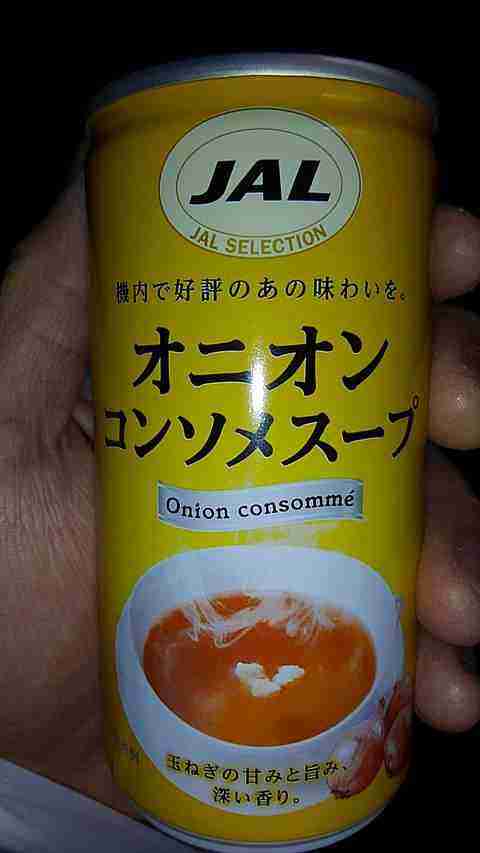 JAL
JAL SELECTION
機内で好評のあの味わいを。
オニオン
コンソメスープ
Onion consommé
玉ねぎの甘みと旨み、
深い香り。